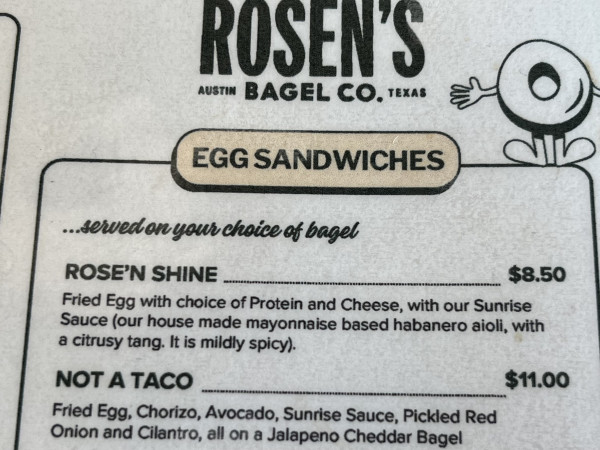 ROSEN'S
AUSTIN BAGEL CO. TEXAS
EGG SANDWICHES
...served on your choice of bagel
ROSE'N SHINE $8.50
Fried Egg with choice of Protein and Cheese, with our Sunrise
Sauce (our house made mayonnaise based habanero aioli, with
a citrusy tang. It is mildly spicy).
NOT A TACO $11.00
Fried Egg, Chorizo, Avocado, Sunrise Sauce, Pickled Red
Onion and Cilantro, all on a Jalapeno Cheddar Bagel